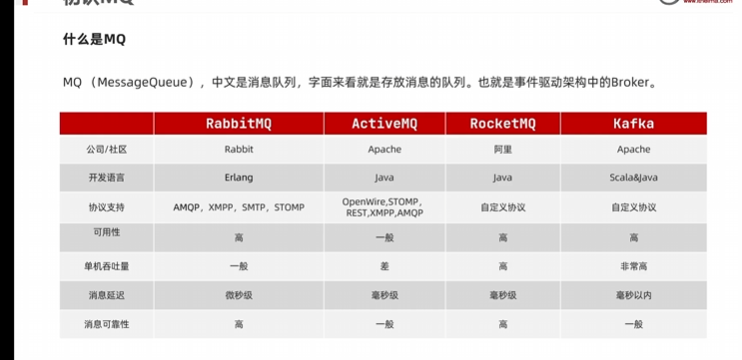 初识MQ
www.itheima.com
什么是MQ
MQ （MessageQueue），中文是消息队列，字面来看就是存放消息的队列。也就是事件驱动架构中的Broker。
RabbitMQ ActiveMQ RocketMQ Kafka
公司/社区 Rabbit Apache 阿里 Apache
开发语言 Erlang Java Java Scala&Java
协议支持 AMQP，XMPP，SMTP，STOMP OpenWire,STOMP, REST,XMPP,AMQP 自定义协议 自定义协议
可用性 高 一般 高 高
单机吞吐量 一般 差 高 非常高
消息延迟 微秒级 毫秒级 毫秒级 毫秒以内
消息可靠性 高 一般 高 一般